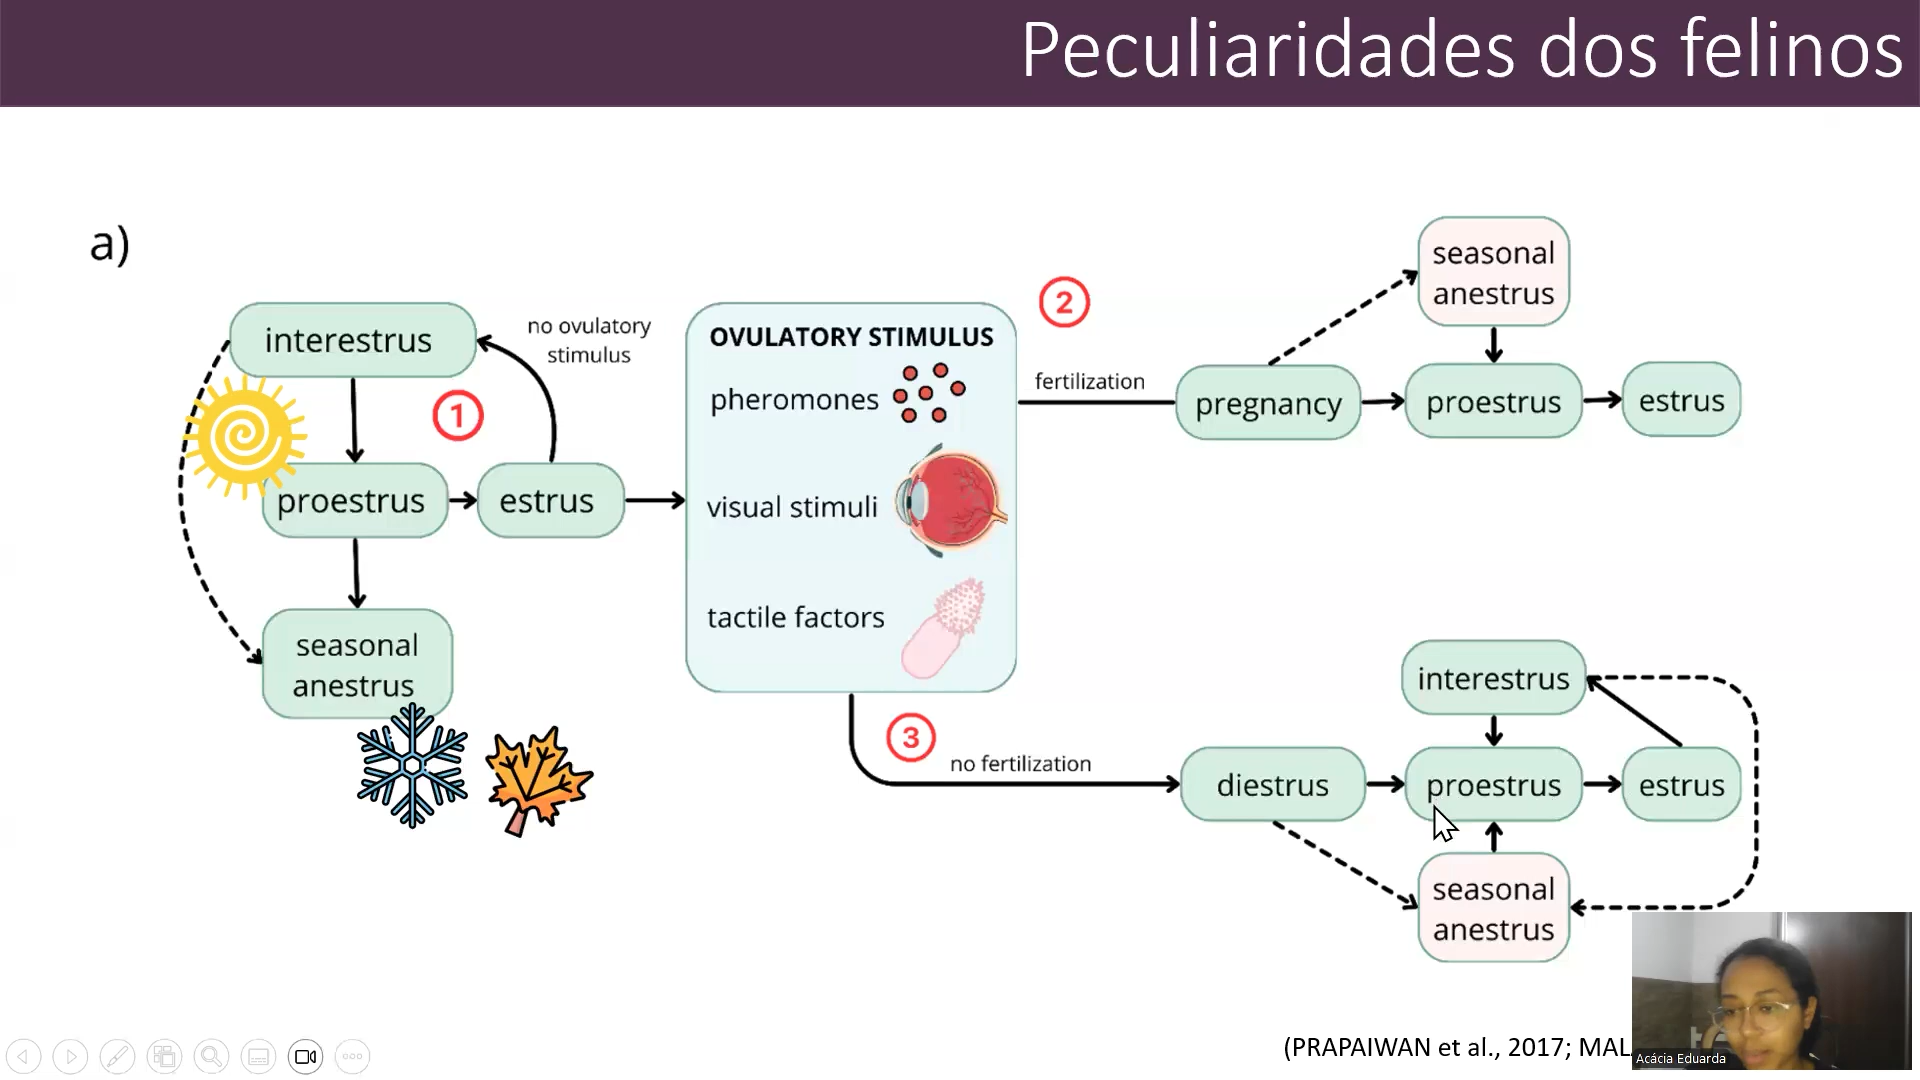 Peculiaridades dos felinos
a)
interestrus
no ovulatory
stimulus
1
proestrus
estrus
seasonal
anestrus
OVULATORY STIMULUS
pheromones
visual stimuli
tactile factors
2
fertilization
pregnancy
seasonal
anestrus
proestrus
estrus
3
no fertilization
diestrus
interestrus
proestrus
estrus
seasonal
anestrus
(PRAPAIWAN et al., 2017;
Acácia Eduarda